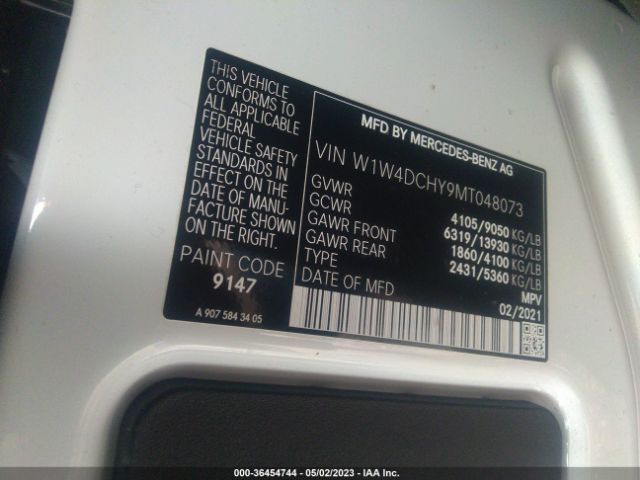 THIS VEHICLE
CONFORMS TO
ALL APPLICABLE
FEDERAL
VEHICLE SAFETY
STANDARDS IN
EFFECT ON THE
DATE OF MANU-
FACTURE SHOWN
ON THE RIGHT.
PAINT CODE
9147
A 907 584 34 05
MFD BY MERCEDES-BENZ AG
VIN W1W4DCHY9MT048073
GVWR 4105/9050 KG/LB
GCWR 6319/13930 KG/LB
GAWR FRONT 1860/4100 KG/LB
GAWR REAR 2431/5360 KG/LB
TYPE MPV
DATE OF MFD 02/2021
000-36454744 - 05/02/2023 - IAA Inc.